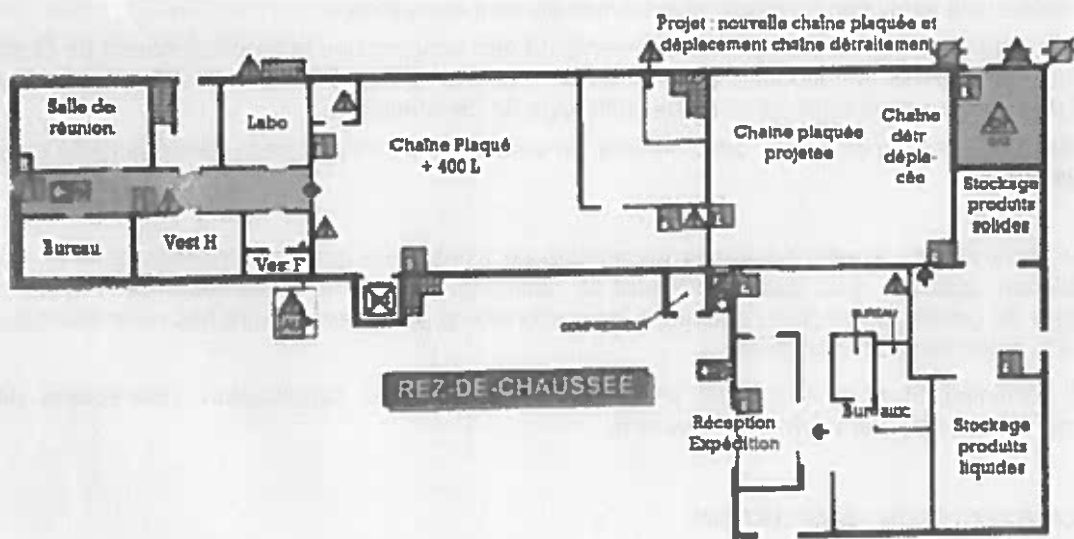 Projet : nouvelle chaîne plaquée et
déplacement chaîne détraitement
Salle de
réunion
Labo
Chaîne Plaqué
+ 400 L
Chaîne plaquée
projetée
Chaîne
détr
dépla-
cée
Stockage
produits
solides
Bureau
Vest H
Vest F
REZ-DE-CHAUSSEE
Réception
Expédition
Bureaux
Stockage
produits
liquides